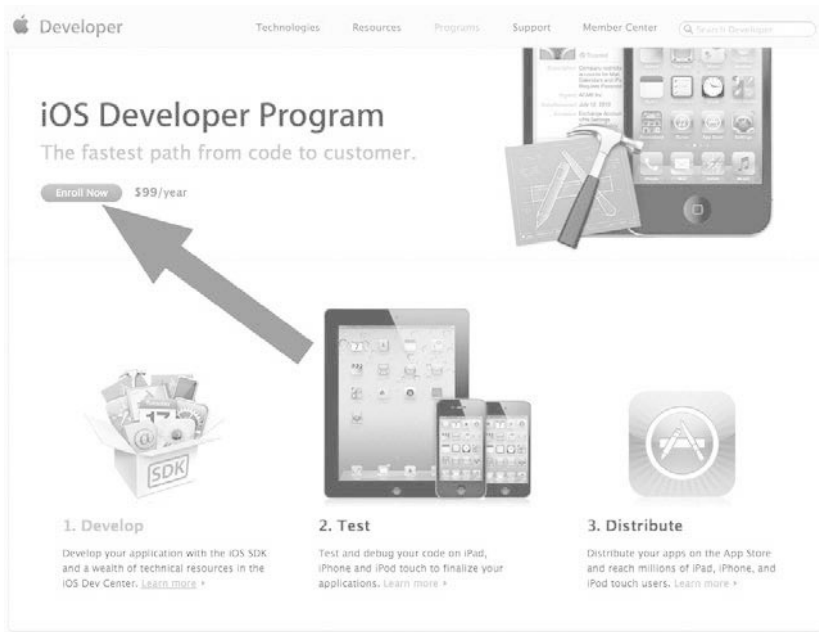 Developer
Technologies
Resources
Programs
Support
Member Center
Search Developer
iOS Developer Program
The fastest path from code to customer.
Enroll Now
$99/year
SDK
1. Develop
Develop your application with the iOS SDK
and a wealth of technical resources in the
iOS Dev Center. Learn more ▸
2. Test
Test and debug your code on iPad,
iPhone and iPod touch to finalize your
applications. Learn more ▸
3. Distribute
Distribute your apps on the App Store
and reach millions of iPad, iPhone, and
iPod touch users. Learn more ▸